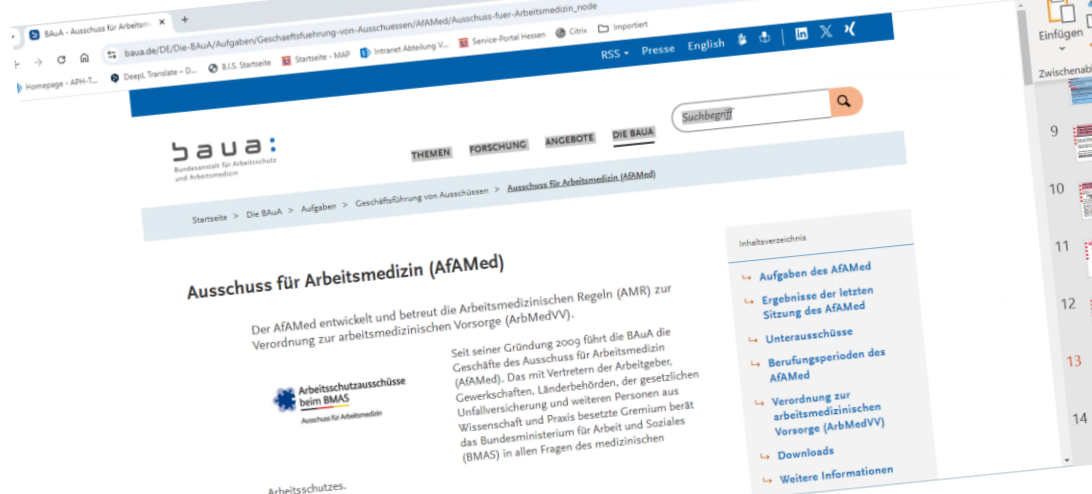 BAuA - Ausschuss für Arbeitsm
baua.de/DE/Die-BAuA/Aufgaben/Geschaeftsfuehrung-von-Ausschuessen/AfAMed/Ausschuss-fuer-Arbeitsmedizin_node
Homepage - APH-T... DeepL Translate – D... B.I.S. Startseite Startseite - MAP Intranet Abteilung V... Service-Portal Hessen Citrix Importiert
RSS Presse English
Einfügen
Zwischenabl
baua:
Bundesanstalt für Arbeitsschutz
und Arbeitsmedizin
THEMEN FORSCHUNG ANGEBOTE DIE BAUA
Suchbegriff
Startseite > Die BAuA > Aufgaben > Geschäftsführung von Ausschüssen > Ausschuss für Arbeitsmedizin (AfAMed)
Ausschuss für Arbeitsmedizin (AfAMed)
Der AfAMed entwickelt und betreut die Arbeitsmedizinischen Regeln (AMR) zur
Verordnung zur arbeitsmedizinischen Vorsorge (ArbMedVV).
Arbeitsschutzausschüsse
beim BMAS
Ausschuss für Arbeitsmedizin
Seit seiner Gründung 2009 führt die BAuA die
Geschäfte des Ausschuss für Arbeitsmedizin
(AfAMed). Das mit Vertretern der Arbeitgeber,
Gewerkschaften, Länderbehörden, der gesetzlichen
Unfallversicherung und weiteren Personen aus
Wissenschaft und Praxis besetzte Gremium berät
das Bundesministerium für Arbeit und Soziales
(BMAS) in allen Fragen des medizinischen
Arbeitsschutzes.
Inhaltsverzeichnis
Aufgaben des AfAMed
Ergebnisse der letzten
Sitzung des AfAMed
Unterausschüsse
Berufungsperioden des
AfAMed
Verordnung zur
arbeitsmedizinischen
Vorsorge (ArbMedVV)
Downloads
Weitere Informationen
9
10
11
12
13
14